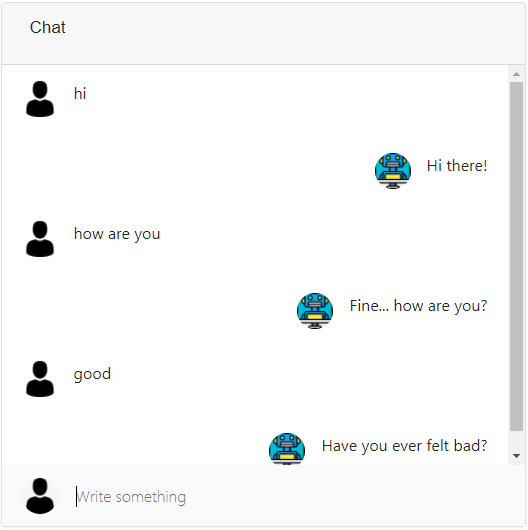 Chat
hi
Hi there!
how are you
Fine... how are you?
good
Have you ever felt bad?
Write something